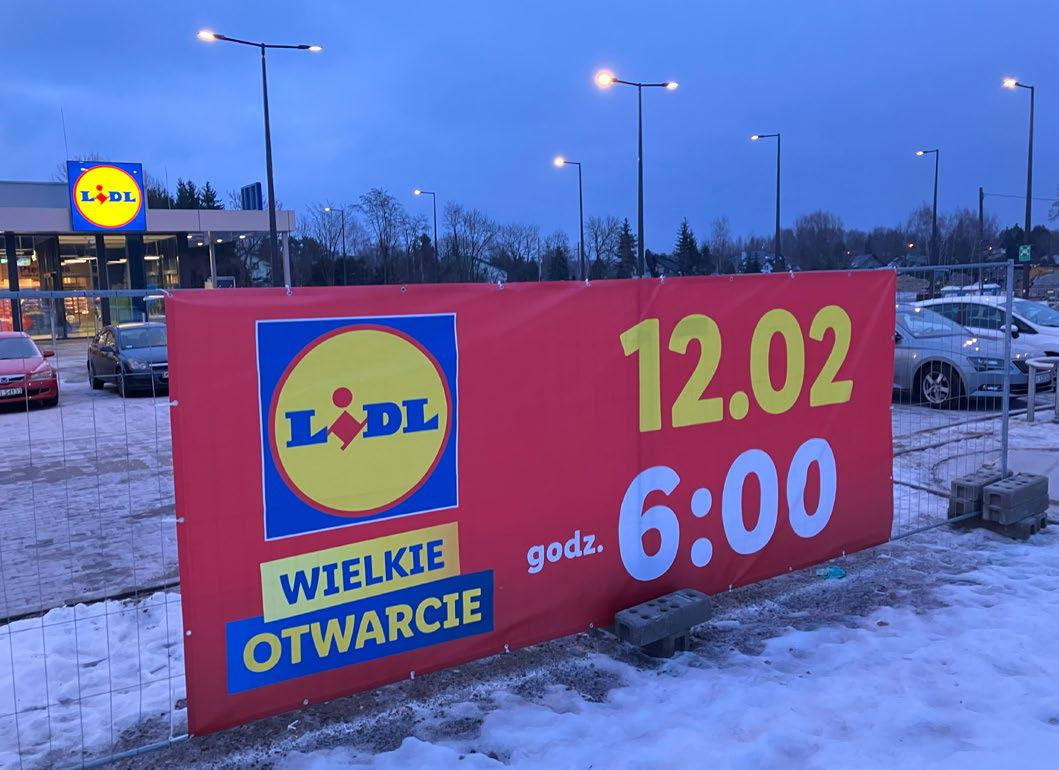 LiDL
LiDL
WIELKIE
OTWARCIE
12.02
godz. 6:00